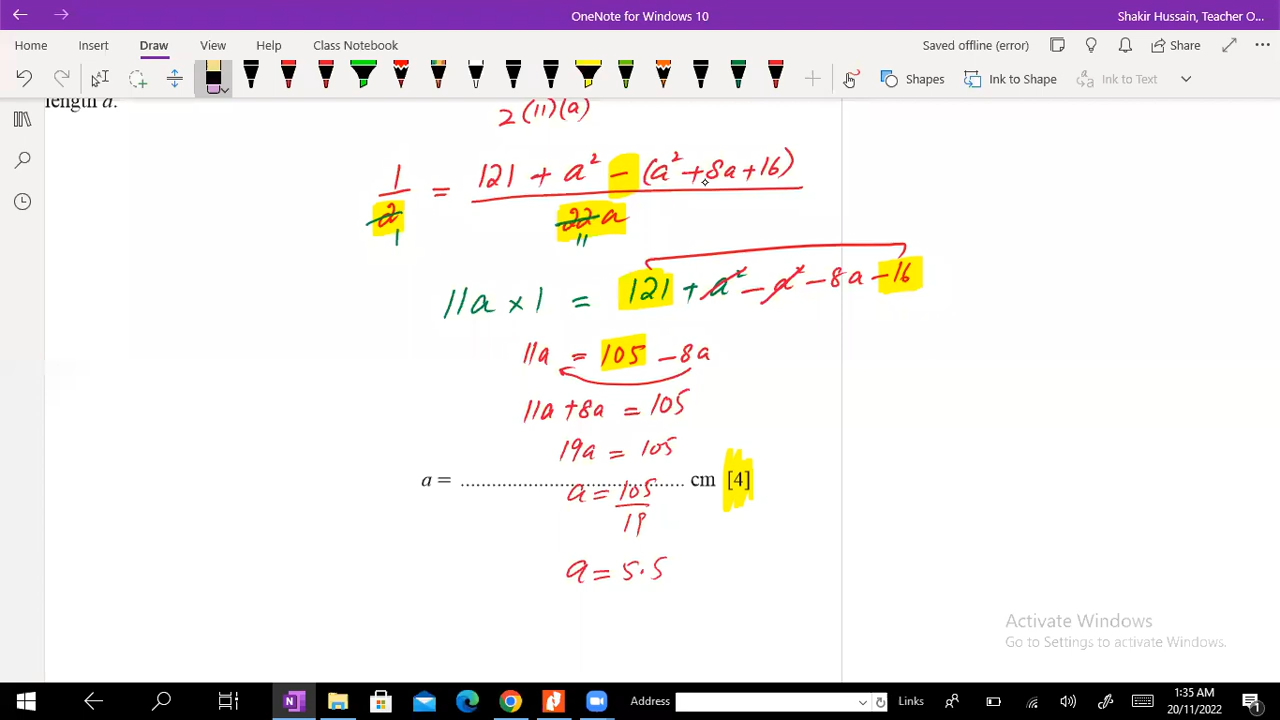 OneNote for Windows 10
Shakir Hussain, Teacher O...
Home Insert Draw View Help Class Notebook
Saved offline (error) Share
Shapes Ink to Shape Ink to Text
length a.
2(11)(a)
1/2 = 121 + a² - (a² + 8a + 16) / 22a
1 11
11a × 1 = 121 + a² - a² - 8a - 16
11a = 105 - 8a
11a + 8a = 105
19a = 105
a = ........................................ cm [4]
a = 105/19
a = 5.5
Activate Windows
Go to Settings to activate Windows.
Address Links 1:35 AM
20/11/2022